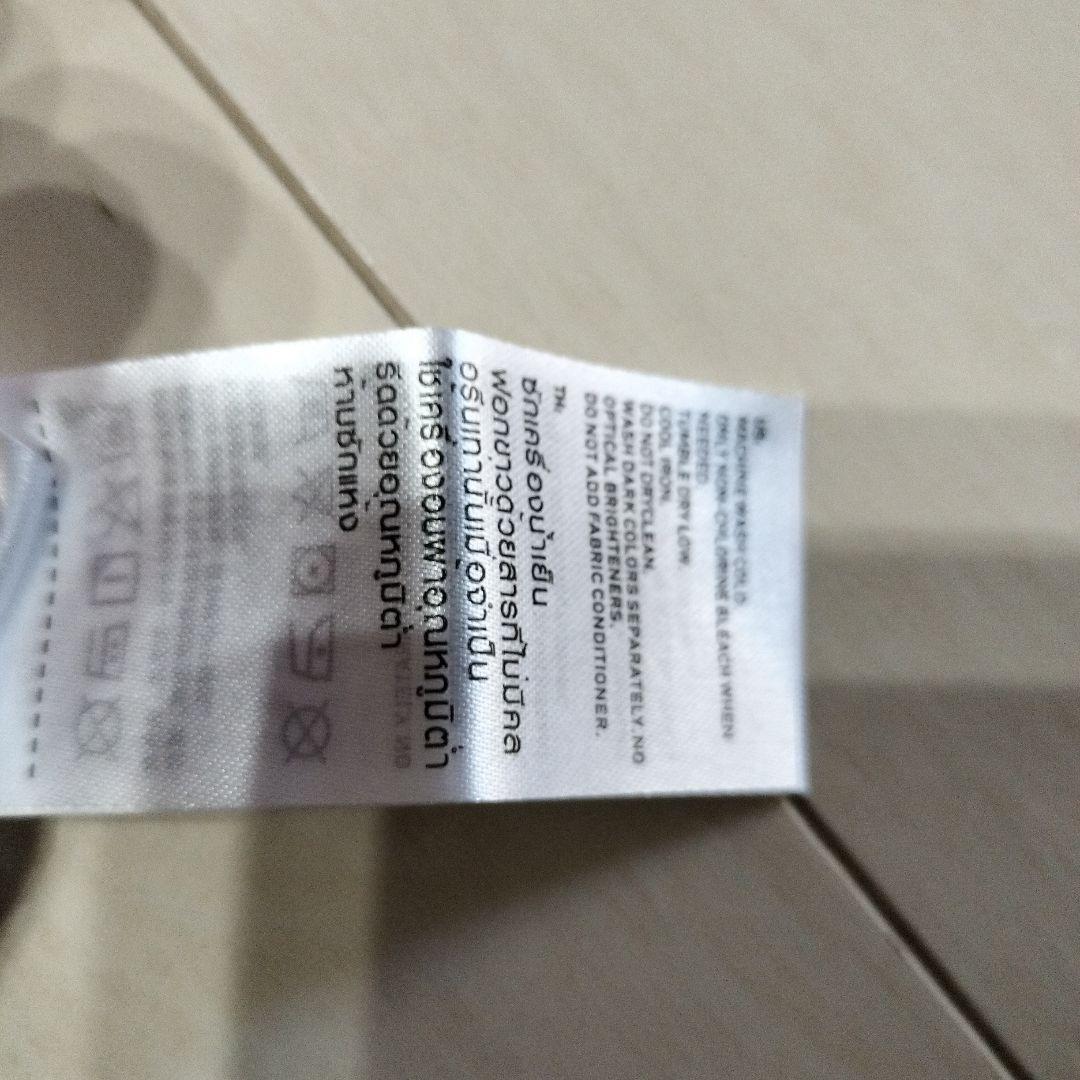 MACHINE WASH COLD.
ONLY NON-CHLORINE BLEACH WHEN
NEEDED
TUMBLE DRY LOW.
COOL IRON.
DO NOT DRYCLEAN.
WASH DARK COLORS SEPARATELY. NO
OPTICAL BRIGHTENERS.
DO NOT ADD FABRIC CONDITIONER.
TH:
ซักเครื่องน้ำเย็น
ฟอกขาวด้วยสารที่ไม่มีคล
อรีนเท่านั้นเมื่อจำเป็น
ใช้เครื่องอบผ้าอุณหภูมิต่ำ
รีดด้วยอุณหภูมิต่ำ
ห้ามซักแห้ง